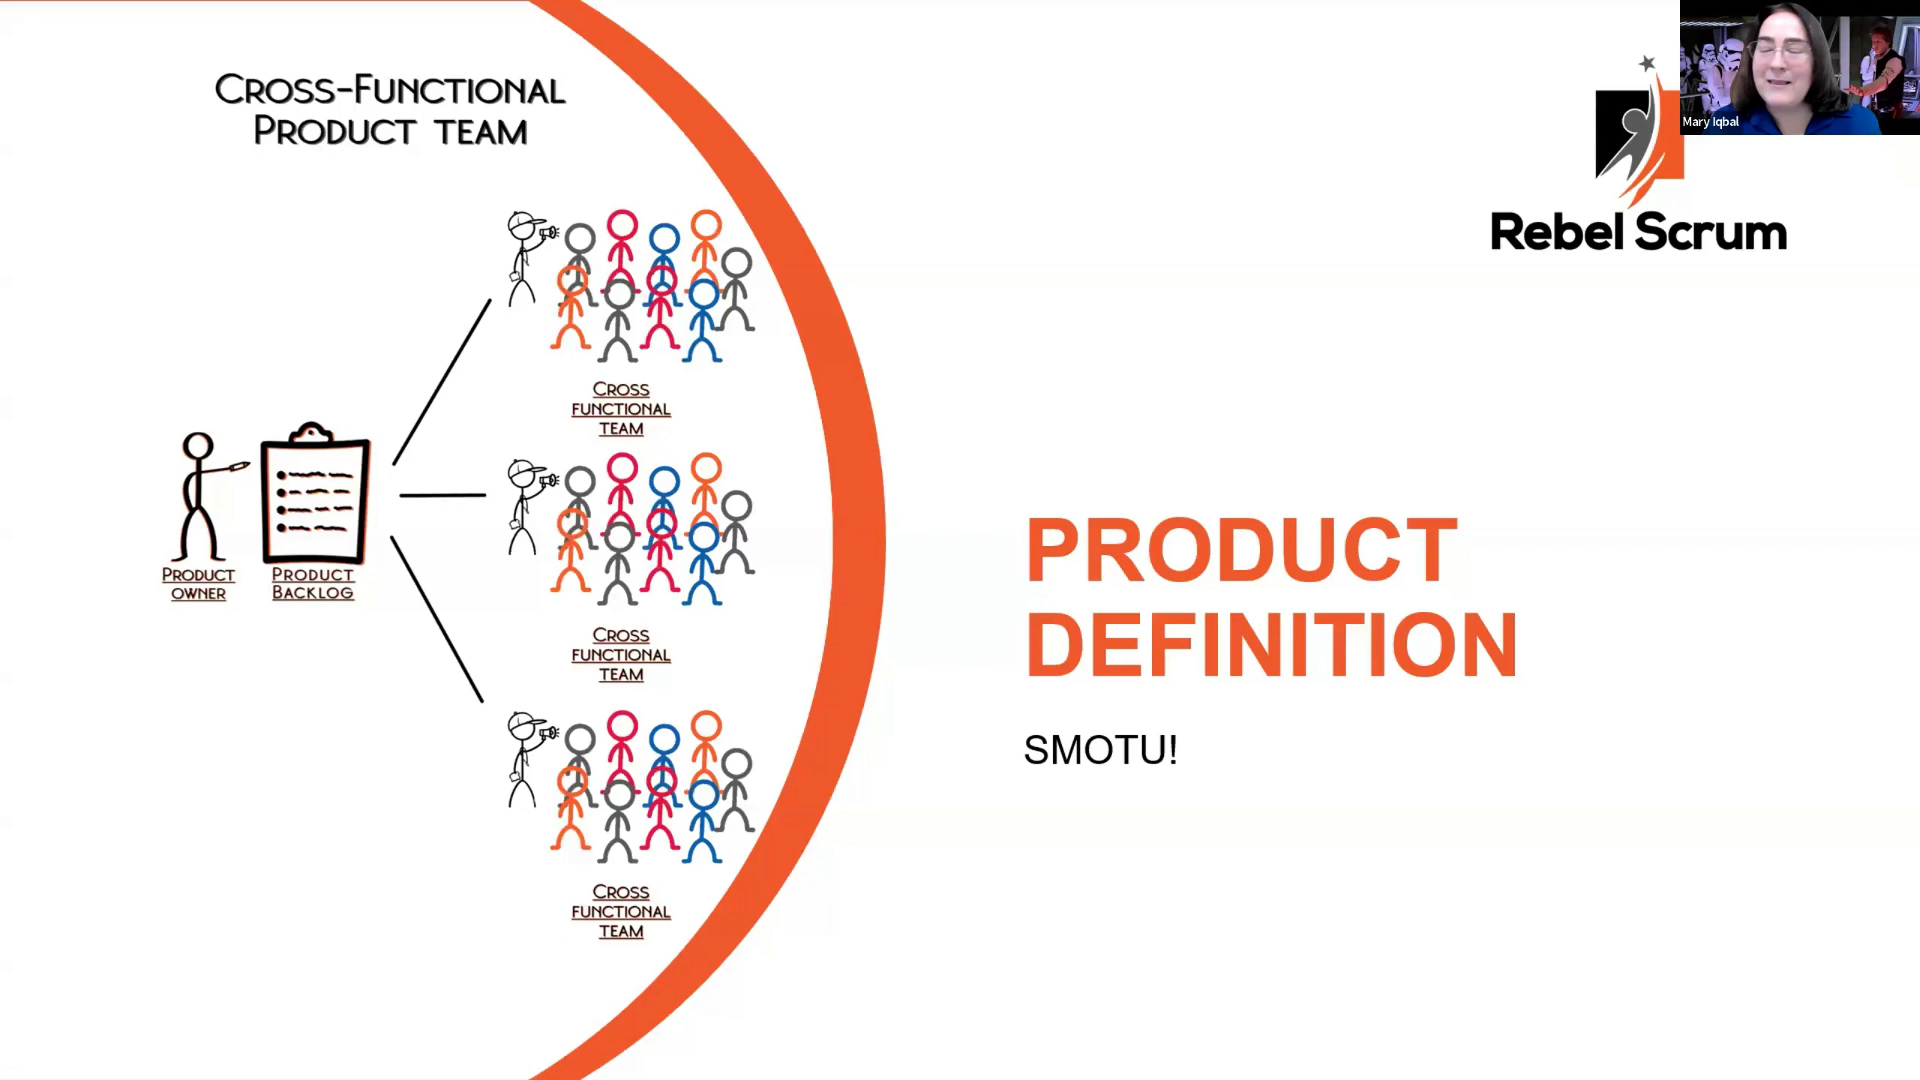 CROSS-FUNCTIONAL
PRODUCT TEAM
CROSS
FUNCTIONAL
TEAM
PRODUCT
OWNER
PRODUCT
BACKLOG
CROSS
FUNCTIONAL
TEAM
CROSS
FUNCTIONAL
TEAM
Mary Iqbal
Rebel Scrum
PRODUCT
DEFINITION
SMOTU!